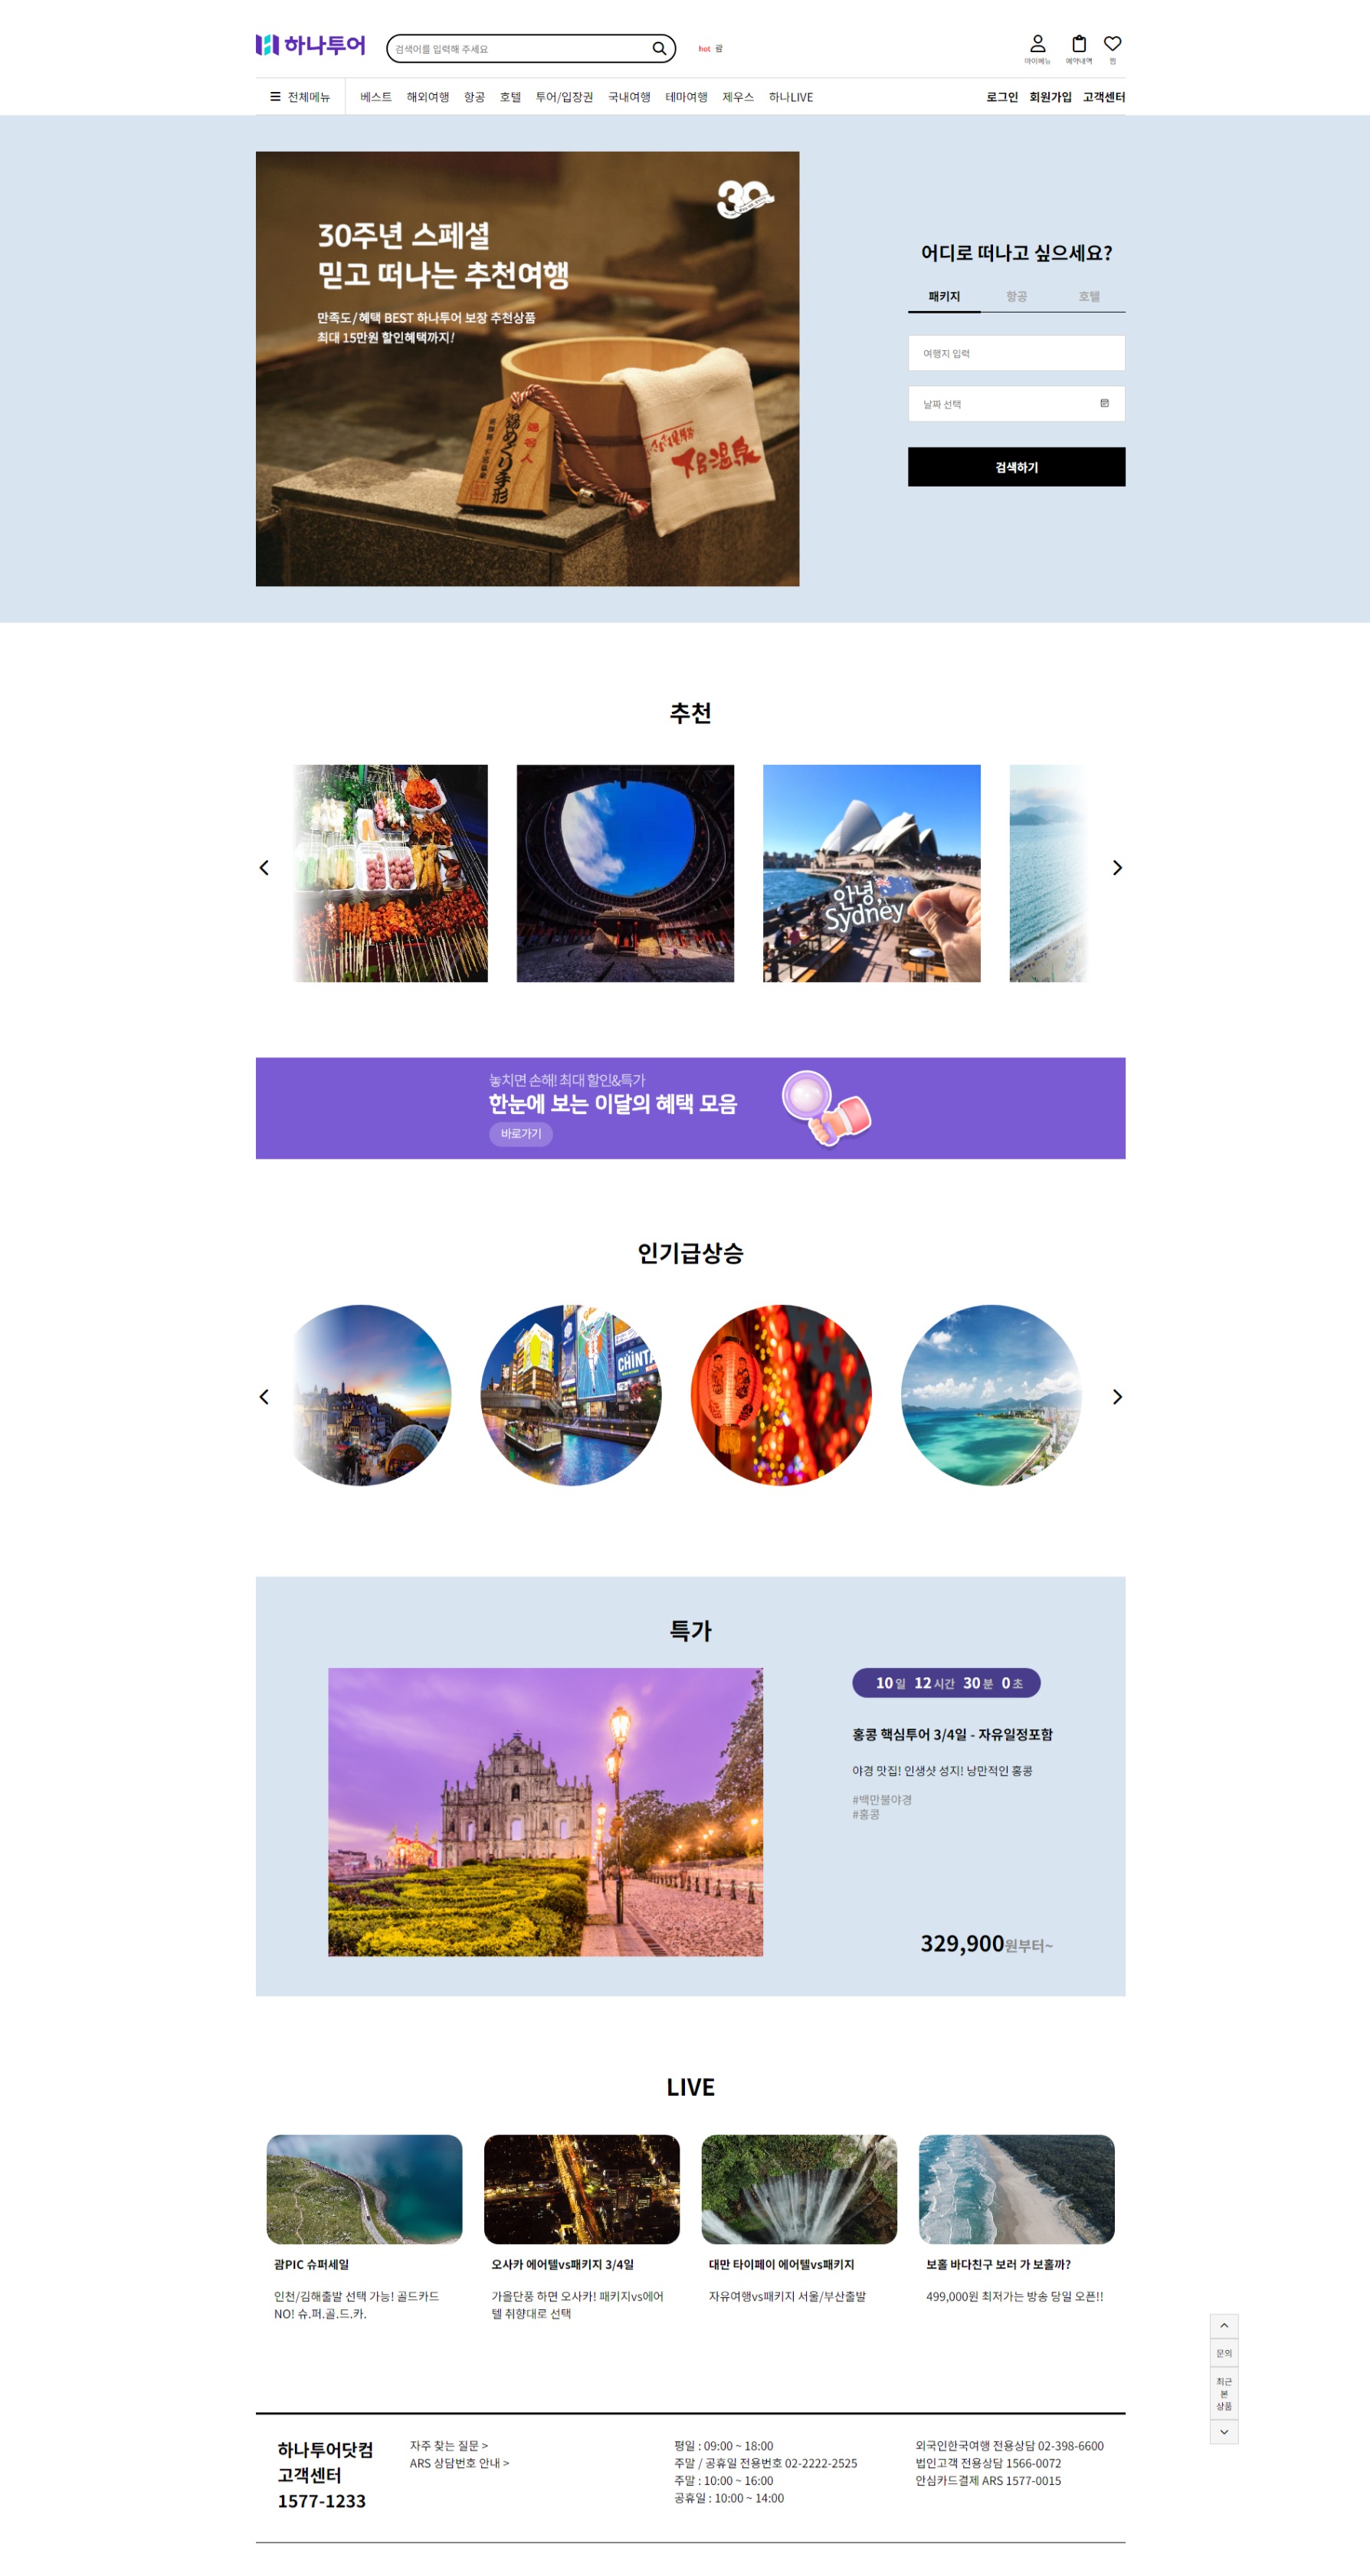 하나투어
검색어를 입력해 주세요
hot 괌
마이메뉴 예약내역 찜
전체메뉴 베스트 해외여행 항공 호텔 투어/입장권 국내여행 테마여행 제우스 하나LIVE
로그인 회원가입 고객센터
30
30주년 스페셜
믿고 떠나는 추천여행
만족도/혜택 BEST 하나투어 보장 추천상품
최대 15만원 할인혜택까지!
湯めぐり手形
下呂温泉
어디로 떠나고 싶으세요?
패키지 항공 호텔
여행지 입력
날짜 선택
검색하기
추천
안녕,
Sydney
놓치면 손해! 최대 할인&특가
한눈에 보는 이달의 혜택 모음
바로가기
인기급상승
CHINTA
특가
10일 12시간 30분 0초
홍콩 핵심투어 3/4일 - 자유일정포함
야경 맛집! 인생샷 성지! 낭만적인 홍콩
#백만불야경
#홍콩
329,900원부터~
LIVE
괌PIC 슈퍼세일
인천/김해출발 선택 가능! 골드카드
NO! 슈.퍼.골.드.카.
오사카 에어텔vs패키지 3/4일
가을단풍 하면 오사카! 패키지vs에어
텔 취향대로 선택
대만 타이페이 에어텔vs패키지
자유여행vs패키지 서울/부산출발
보홀 바다친구 보러 가 보홀까?
499,000원 최저가는 방송 당일 오픈!!
문의
최근
본
상품
하나투어닷컴
고객센터
1577-1233
자주 찾는 질문 >
ARS 상담번호 안내 >
평일 : 09:00 ~ 18:00
주말 / 공휴일 전용번호 02-2222-2525
주말 : 10:00 ~ 16:00
공휴일 : 10:00 ~ 14:00
외국인한국여행 전용상담 02-398-6600
법인고객 전용상담 1566-0072
안심카드결제 ARS 1577-0015